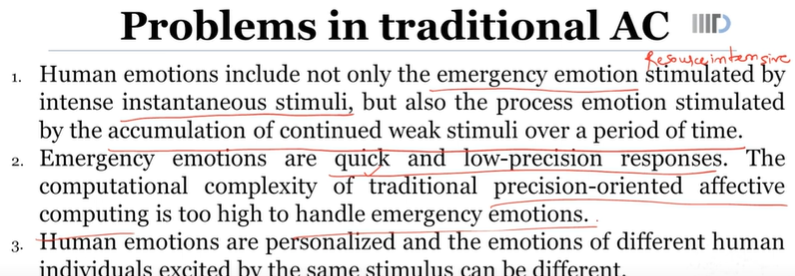 Problems in traditional AC
Resource intensive
1. Human emotions include not only the emergency emotion stimulated by
intense instantaneous stimuli, but also the process emotion stimulated
by the accumulation of continued weak stimuli over a period of time.
2. Emergency emotions are quick and low-precision responses. The
computational complexity of traditional precision-oriented affective
computing is too high to handle emergency emotions.
3. Human emotions are personalized and the emotions of different human
individuals excited by the same stimulus can be different.